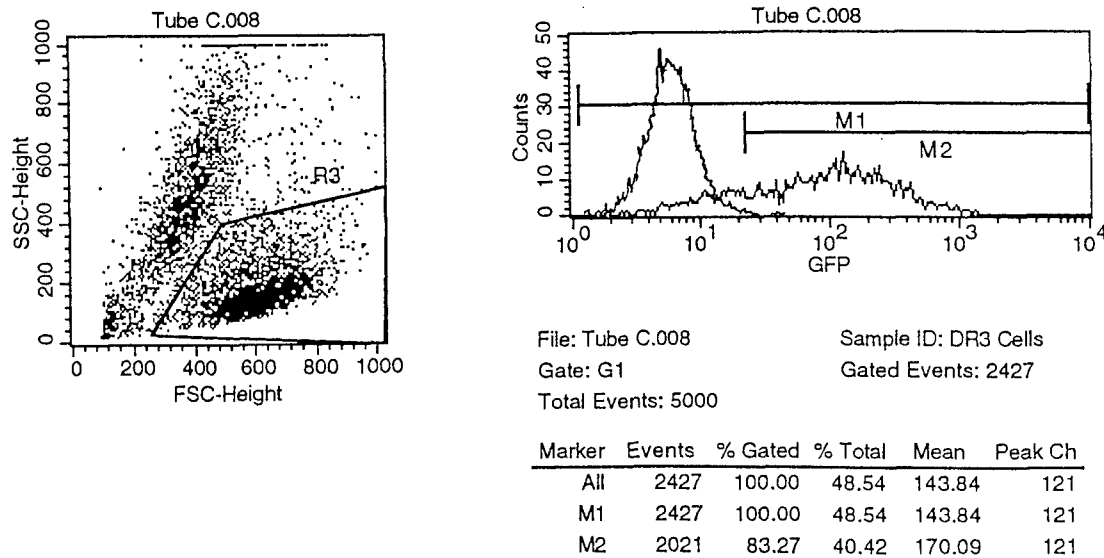 Tube C.008
1000
800
600
400
200
0
SSC-Height
R3
0 200 400 600 800 1000
FSC-Height
Tube C.008
50
40
30
20
10
0
Counts
M1
M2
10^0 10^1 10^2 10^3 10^4
GFP
File: Tube C.008 Sample ID: DR3 Cells
Gate: G1 Gated Events: 2427
Total Events: 5000
Marker Events % Gated % Total Mean Peak Ch
All 2427 100.00 48.54 143.84 121
M1 2427 100.00 48.54 143.84 121
M2 2021 83.27 40.42 170.09 121